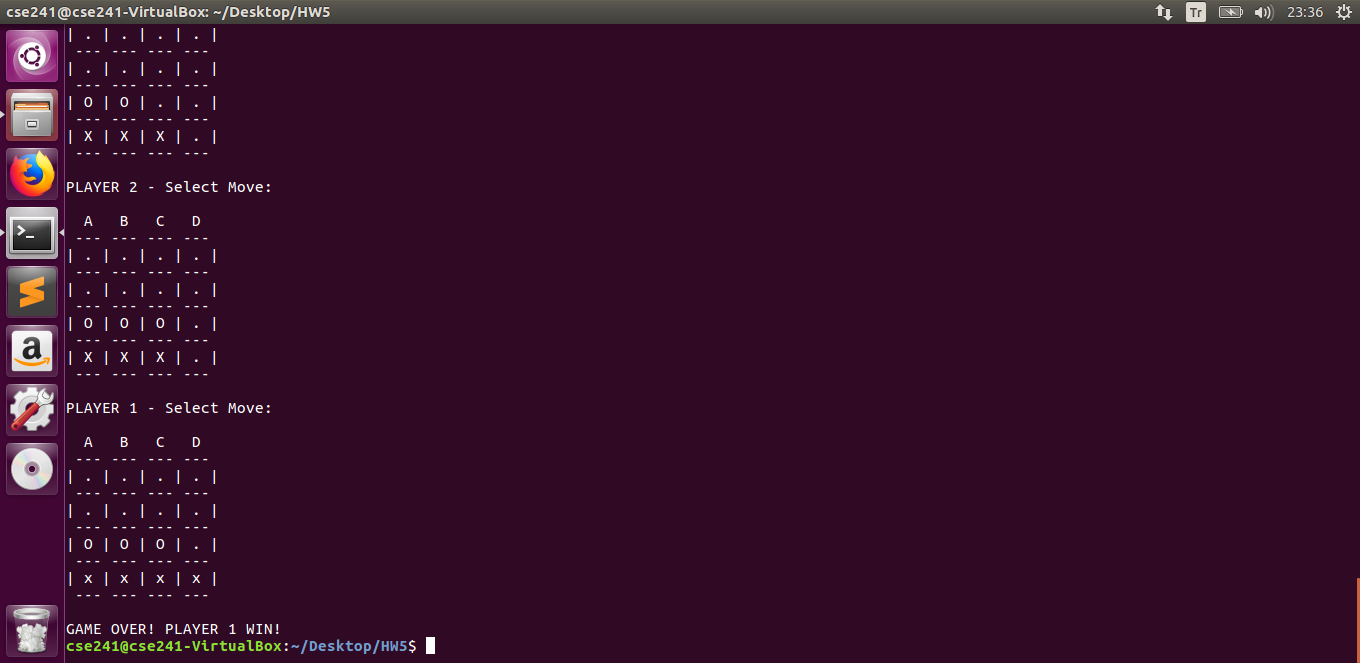 cse241@cse241-VirtualBox: ~/Desktop/HW5
Tr
23:36
| . | . | . | . |
 --- --- --- ---
| . | . | . | . |
 --- --- --- ---
| O | O | . | . |
 --- --- --- ---
| X | X | X | . |
 --- --- --- ---
PLAYER 2 - Select Move:
  A   B   C   D
 --- --- --- ---
| . | . | . | . |
 --- --- --- ---
| . | . | . | . |
 --- --- --- ---
| O | O | O | . |
 --- --- --- ---
| X | X | X | . |
 --- --- --- ---
PLAYER 1 - Select Move:
  A   B   C   D
 --- --- --- ---
| . | . | . | . |
 --- --- --- ---
| . | . | . | . |
 --- --- --- ---
| O | O | O | . |
 --- --- --- ---
| x | x | x | x |
 --- --- --- ---
GAME OVER! PLAYER 1 WIN!
cse241@cse241-VirtualBox:~/Desktop/HW5$